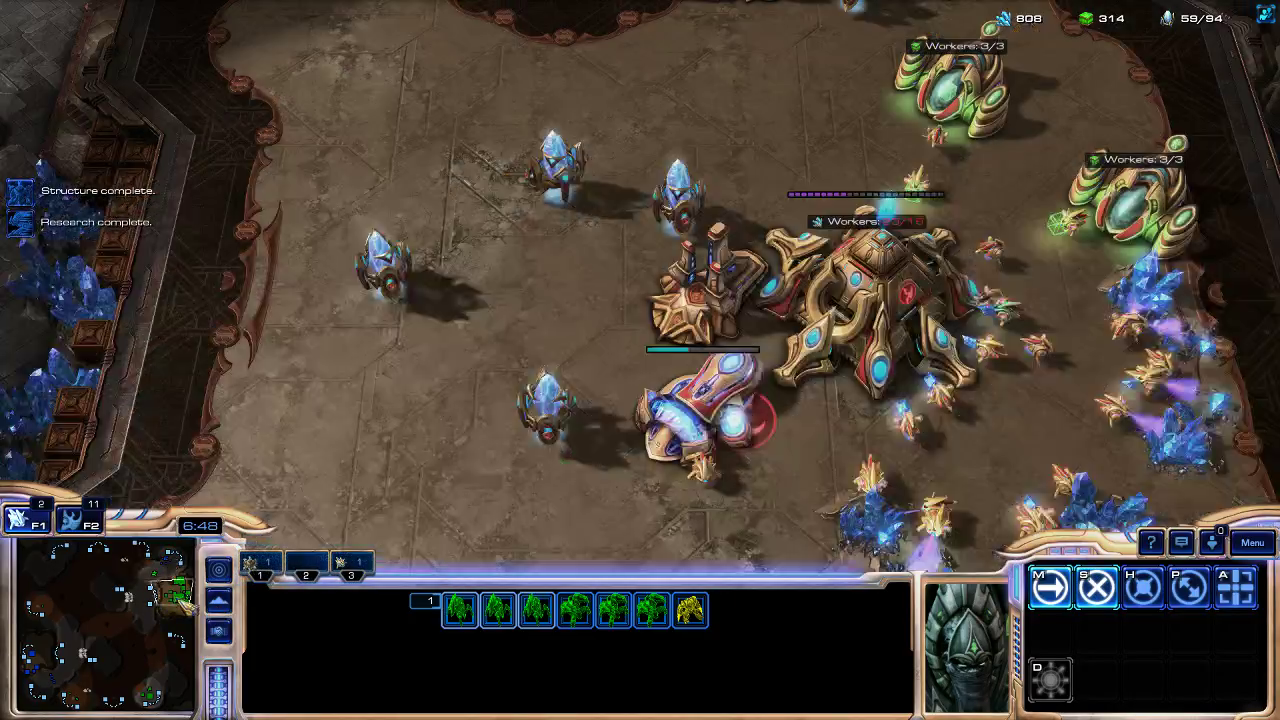 808
314
59/94
Workers: 3/3
Workers: 3/3
Structure complete.
Research complete.
Workers:
2
F1
11
F2
6:48
0
?
Menu
1
1
1
2
3
1
M
S
H
P
A
D